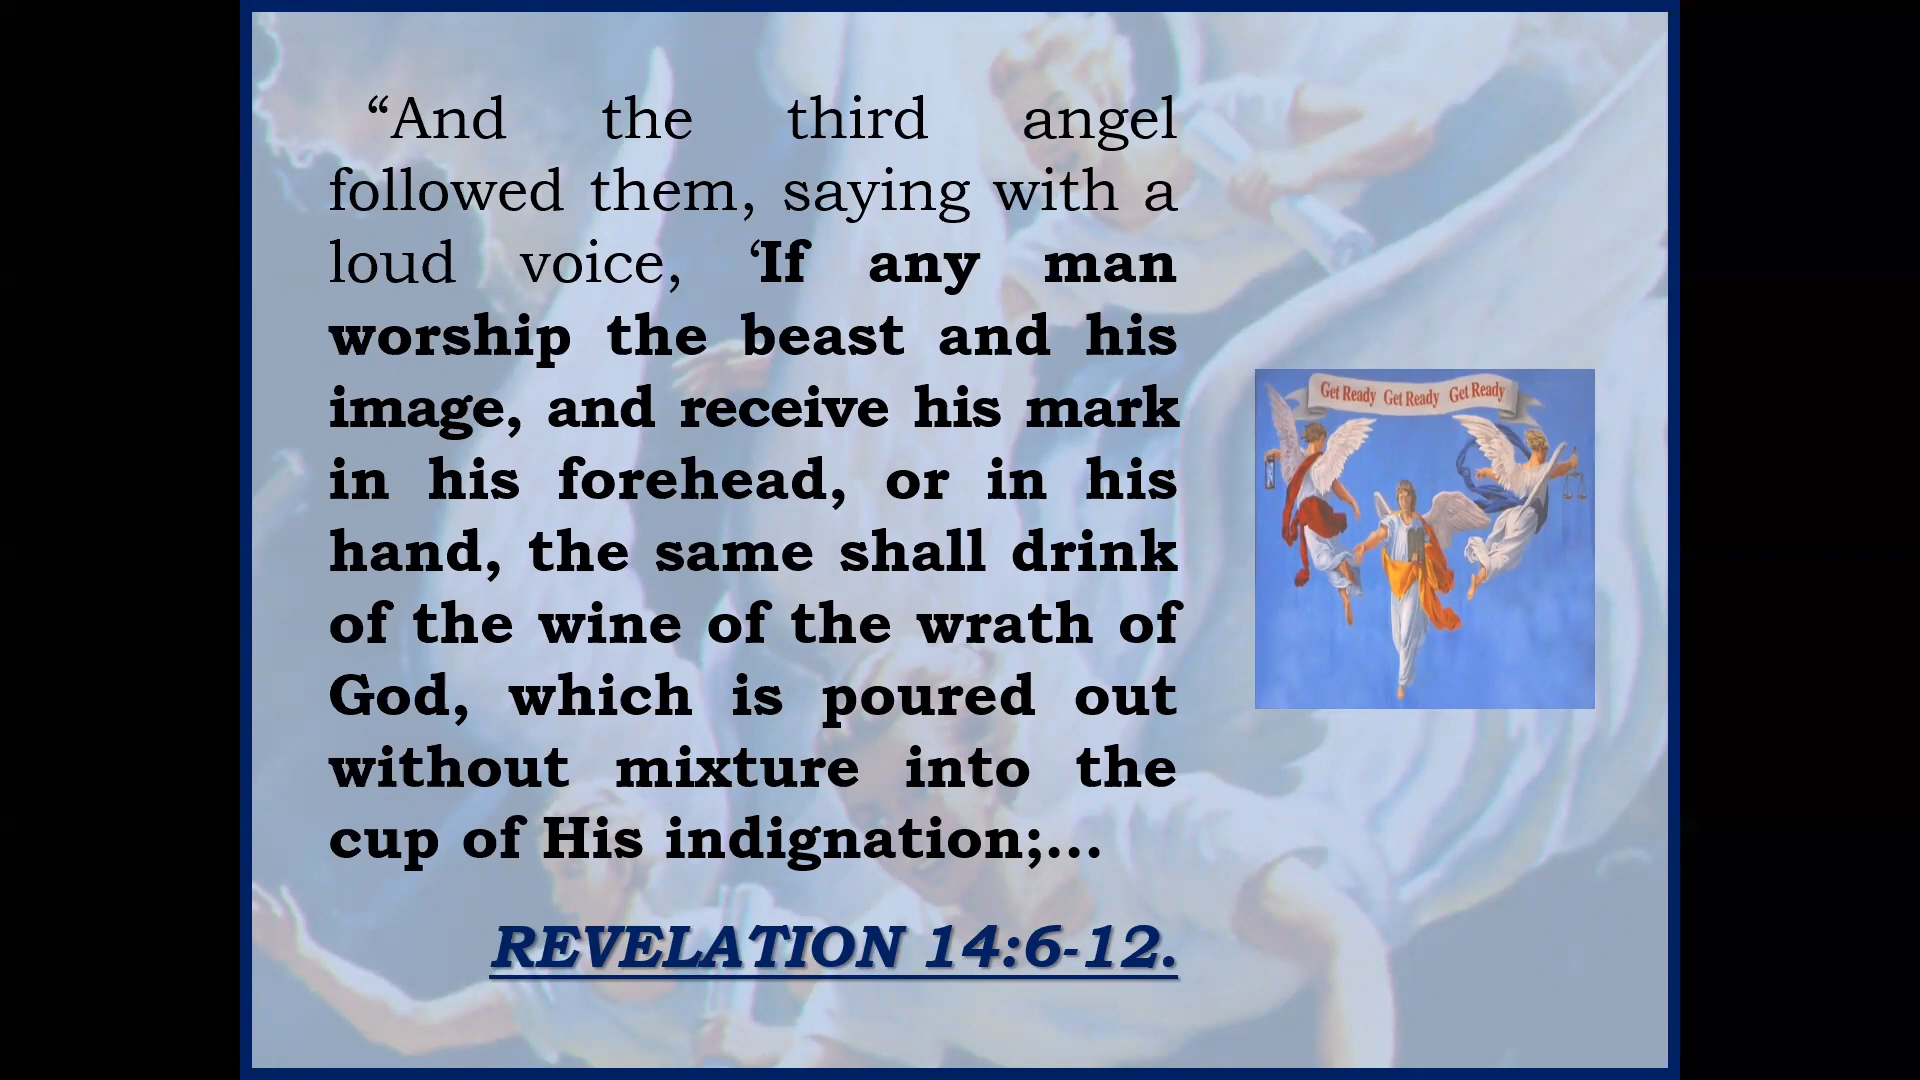 “And the third angel
followed them, saying with a
loud voice, ‘If any man
worship the beast and his
image, and receive his mark
in his forehead, or in his
hand, the same shall drink
of the wine of the wrath of
God, which is poured out
without mixture into the
cup of His indignation;...
REVELATION 14:6-12.
Get Ready Get Ready Get Ready